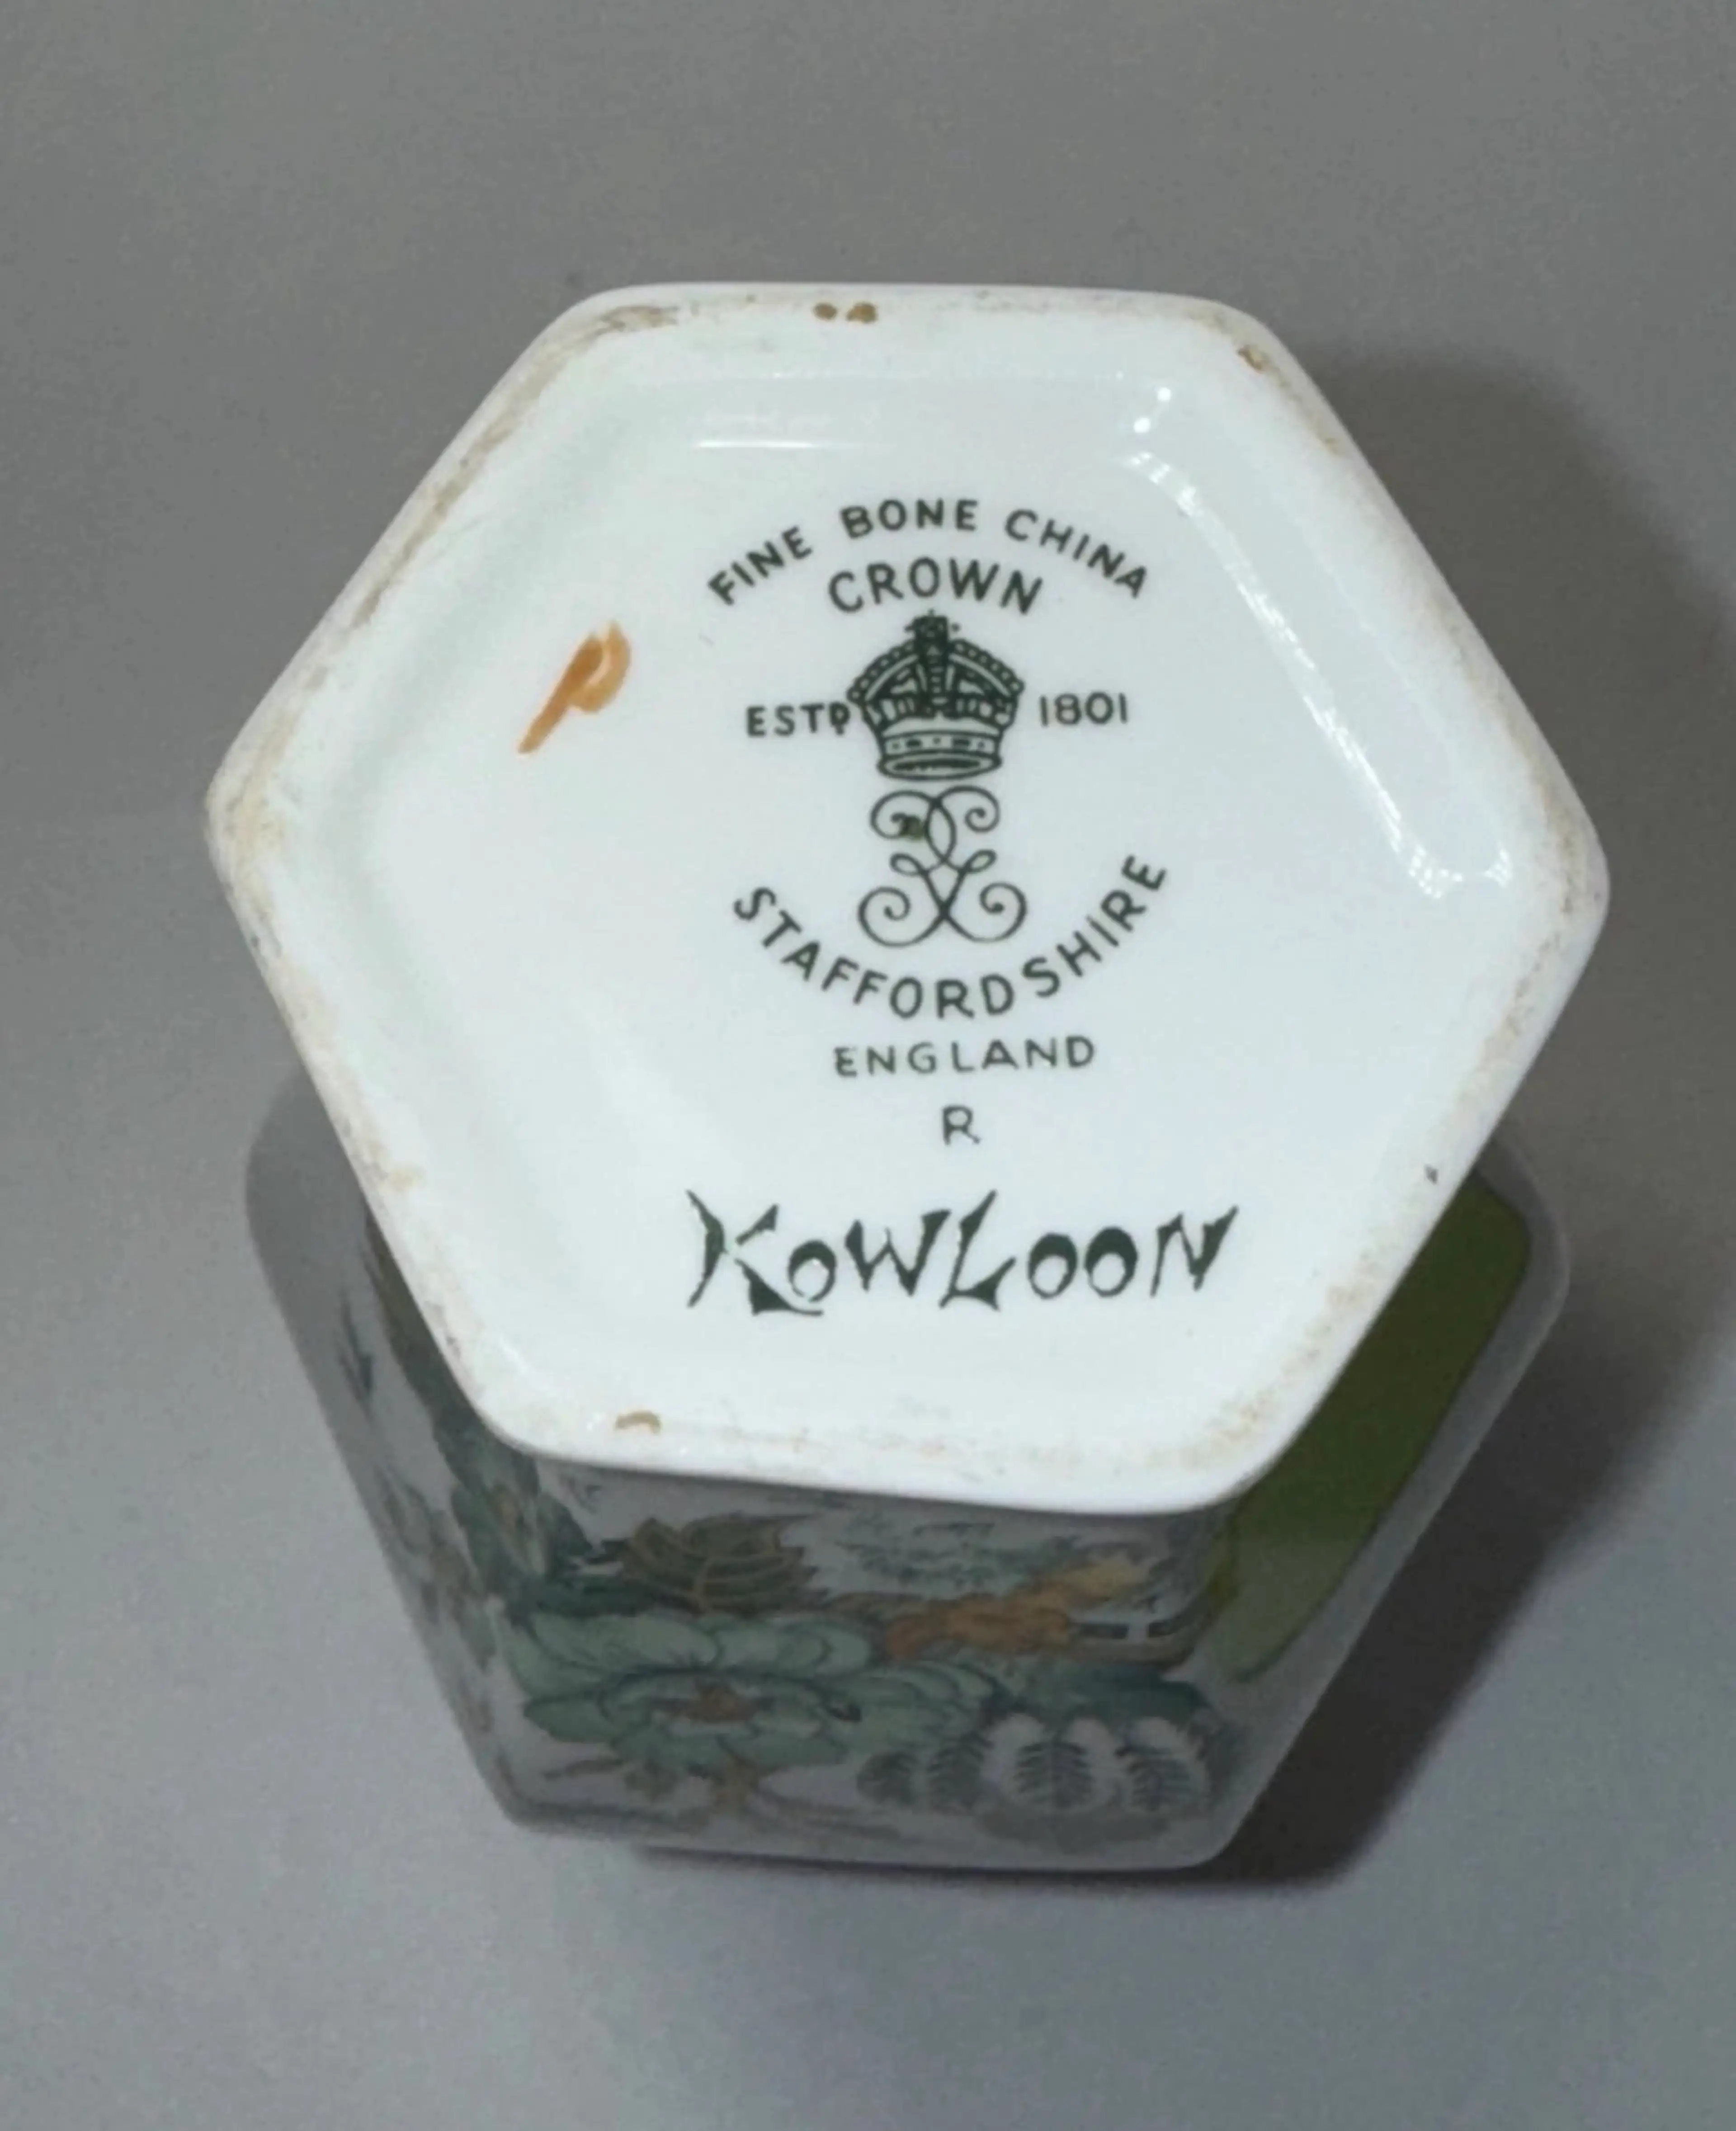 FINE BONE CHINA
CROWN
ESTD 1801
STAFFORDSHIRE
ENGLAND
R
KOWLOON